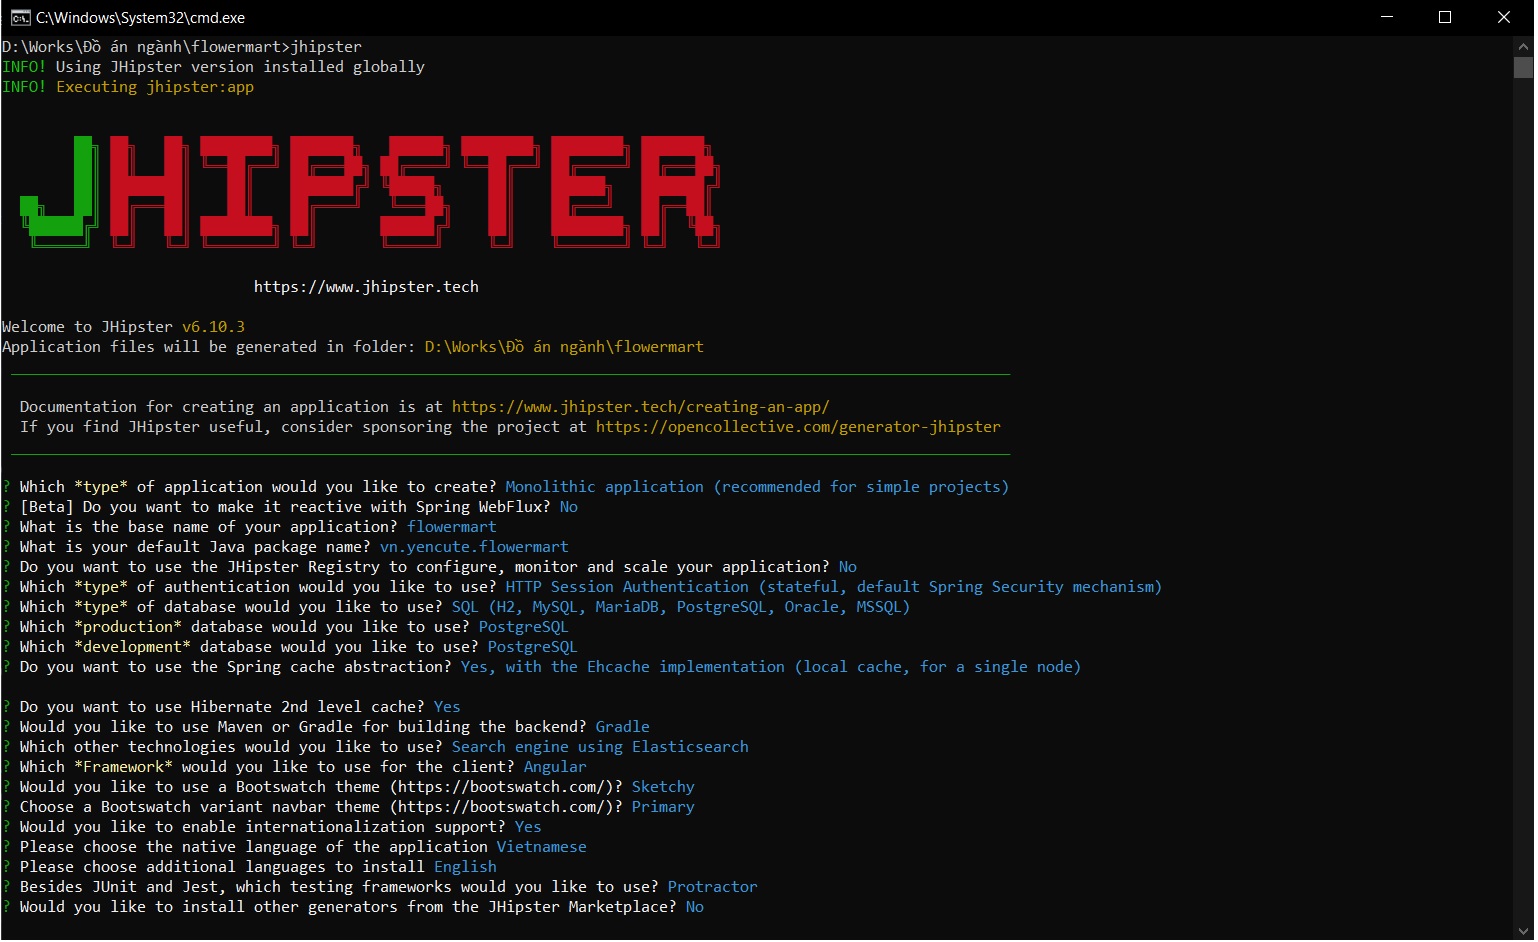 C:\Windows\System32\cmd.exe
D:\Works\Đồ án ngành\flowermart>jhipster
INFO! Using JHipster version installed globally
INFO! Executing jhipster:app
JHIPSTER
https://www.jhipster.tech
Welcome to JHipster v6.10.3
Application files will be generated in folder: D:\Works\Đồ án ngành\flowermart
Documentation for creating an application is at https://www.jhipster.tech/creating-an-app/
If you find JHipster useful, consider sponsoring the project at https://opencollective.com/generator-jhipster
? Which *type* of application would you like to create? Monolithic application (recommended for simple projects)
? [Beta] Do you want to make it reactive with Spring WebFlux? No
? What is the base name of your application? flowermart
? What is your default Java package name? vn.yencute.flowermart
? Do you want to use the JHipster Registry to configure, monitor and scale your application? No
? Which *type* of authentication would you like to use? HTTP Session Authentication (stateful, default Spring Security mechanism)
? Which *type* of database would you like to use? SQL (H2, MySQL, MariaDB, PostgreSQL, Oracle, MSSQL)
? Which *production* database would you like to use? PostgreSQL
? Which *development* database would you like to use? PostgreSQL
? Do you want to use the Spring cache abstraction? Yes, with the Ehcache implementation (local cache, for a single node)
? Do you want to use Hibernate 2nd level cache? Yes
? Would you like to use Maven or Gradle for building the backend? Gradle
? Which other technologies would you like to use? Search engine using Elasticsearch
? Which *Framework* would you like to use for the client? Angular
? Would you like to use a Bootswatch theme (https://bootswatch.com/)? Sketchy
? Choose a Bootswatch variant navbar theme (https://bootswatch.com/)? Primary
? Would you like to enable internationalization support? Yes
? Please choose the native language of the application Vietnamese
? Please choose additional languages to install English
? Besides JUnit and Jest, which testing frameworks would you like to use? Protractor
? Would you like to install other generators from the JHipster Marketplace? No